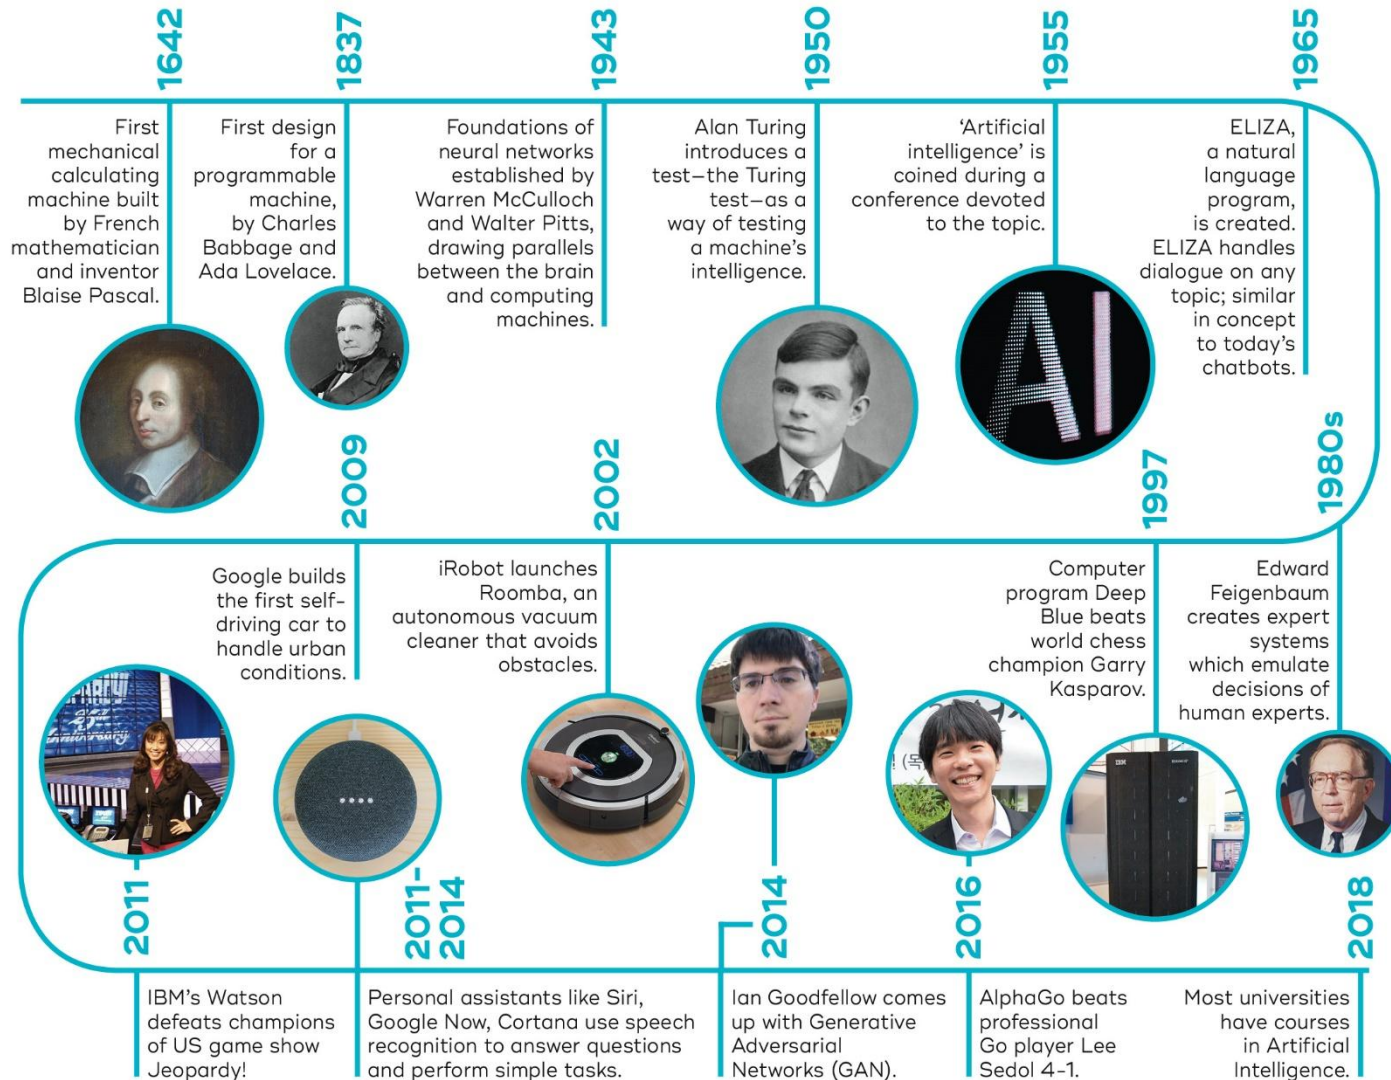 1642
First
mechanical
calculating
machine built
by French
mathematician
and inventor
Blaise Pascal.
1837
First design
for a
programmable
machine,
by Charles
Babbage and
Ada Lovelace.
1943
Foundations of
neural networks
established by
Warren McCulloch
and Walter Pitts,
drawing parallels
between the brain
and computing
machines.
1950
Alan Turing
introduces a
test—the Turing
test—as a
way of testing
a machine’s
intelligence.
1955
‘Artificial
intelligence’ is
coined during a
conference devoted
to the topic.
AI
1965
ELIZA,
a natural
language
program,
is created.
ELIZA handles
dialogue on any
topic; similar
in concept
to today’s
chatbots.
1980s
Edward
Feigenbaum
creates expert
systems
which emulate
decisions of
human experts.
1997
Computer
program Deep
Blue beats
world chess
champion Garry
Kasparov.
IBM
2002
iRobot launches
Roomba, an
autonomous vacuum
cleaner that avoids
obstacles.
2009
Google builds
the first self-
driving car to
handle urban
conditions.
2011
IBM’s Watson
defeats champions
of US game show
Jeopardy!
2011-
2014
Personal assistants like Siri,
Google Now, Cortana use speech
recognition to answer questions
and perform simple tasks.
2014
Ian Goodfellow comes
up with Generative
Adversarial
Networks (GAN).
2016
AlphaGo beats
professional
Go player Lee
Sedol 4-1.
2018
Most universities
have courses
in Artificial
Intelligence.